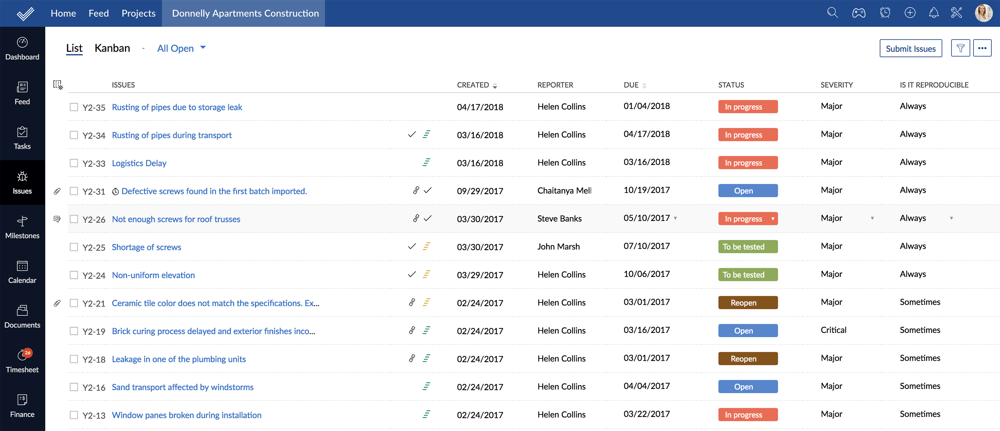 Home Feed Projects Donnelly Apartments Construction
Dashboard
Feed
Tasks
Issues
Milestones
Calendar
Documents
26
Timesheet
Finance
List Kanban - All Open
Submit Issues
ISSUES CREATED REPORTER DUE STATUS SEVERITY IS IT REPRODUCIBLE
Y2-35 Rusting of pipes due to storage leak 04/17/2018 Helen Collins 01/04/2018 In progress Major Always
Y2-34 Rusting of pipes during transport 03/16/2018 Helen Collins 04/17/2018 In progress Major Always
Y2-33 Logistics Delay 03/16/2018 Helen Collins 03/16/2018 In progress Major Always
Y2-31 Defective screws found in the first batch imported. 09/29/2017 Chaitanya Mell 10/19/2017 Open Major Always
Y2-26 Not enough screws for roof trusses 03/30/2017 Steve Banks 05/10/2017 In progress Major Always
Y2-25 Shortage of screws 03/30/2017 John Marsh 07/10/2017 To be tested Major Always
Y2-24 Non-uniform elevation 03/29/2017 Helen Collins 10/06/2017 To be tested Major Always
Y2-21 Ceramic tile color does not match the specifications. Ex... 02/24/2017 Helen Collins 03/01/2017 Reopen Major Sometimes
Y2-19 Brick curing process delayed and exterior finishes inco... 02/24/2017 Helen Collins 03/16/2017 Open Critical Sometimes
Y2-18 Leakage in one of the plumbing units 02/24/2017 Helen Collins 03/01/2017 Reopen Major Sometimes
Y2-16 Sand transport affected by windstorms 02/24/2017 Helen Collins 04/04/2017 Open Major Sometimes
Y2-13 Window panes broken during installation 02/24/2017 Helen Collins 03/22/2017 In progress Major Sometimes